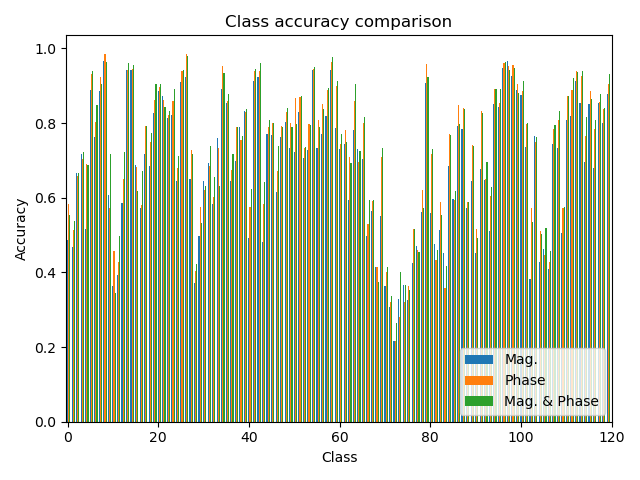 Class accuracy comparison
1.0
0.8
0.6
0.4
0.2
0.0
Accuracy
Mag.
Phase
Mag. & Phase
0 20 40 60 80 100 120
Class